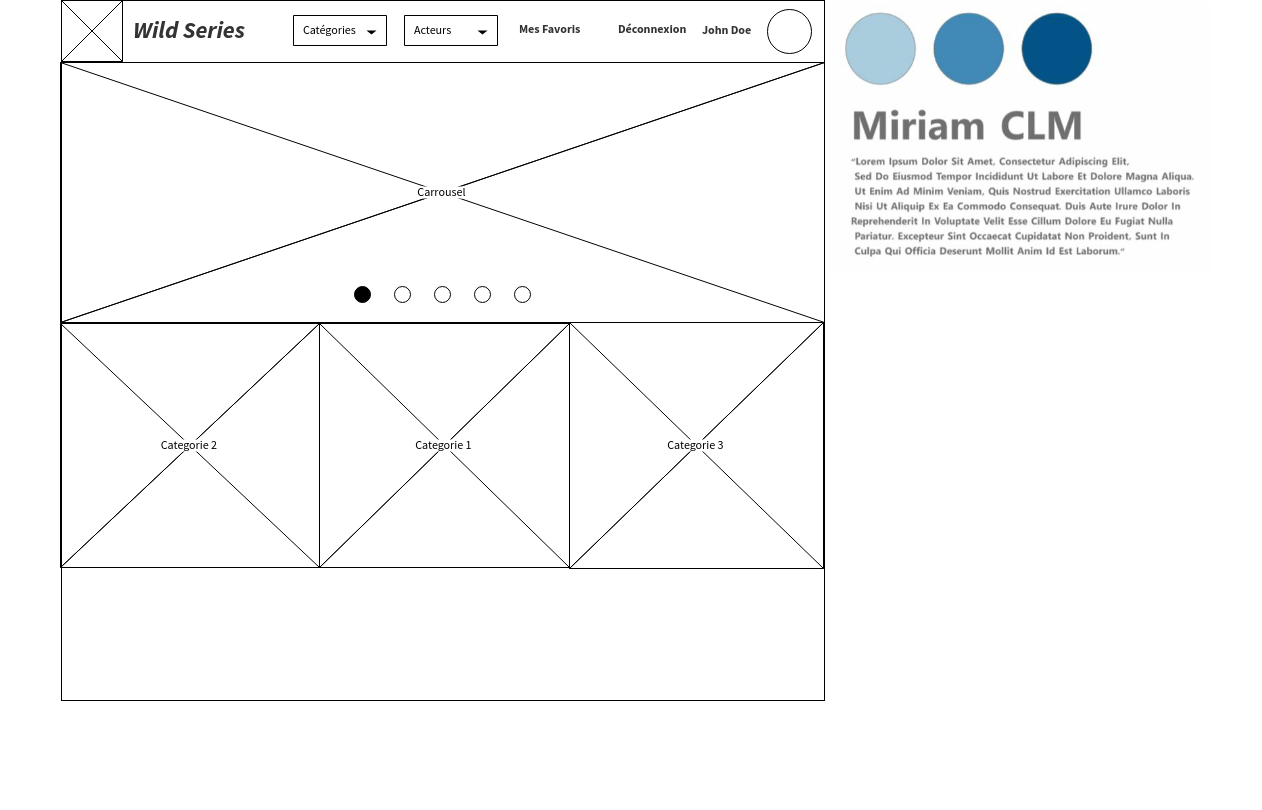 Wild Series
Catégories
Acteurs
Mes Favoris
Déconnexion
John Doe
Carrousel
Categorie 2
Categorie 1
Categorie 3
Miriam CLM
“Lorem Ipsum Dolor Sit Amet, Consectetur Adipiscing Elit,
Sed Do Eiusmod Tempor Incididunt Ut Labore Et Dolore Magna Aliqua.
Ut Enim Ad Minim Veniam, Quis Nostrud Exercitation Ullamco Laboris
Nisi Ut Aliquip Ex Ea Commodo Consequat. Duis Aute Irure Dolor In
Reprehenderit In Voluptate Velit Esse Cillum Dolore Eu Fugiat Nulla
Pariatur. Excepteur Sint Occaecat Cupidatat Non Proident, Sunt In
Culpa Qui Officia Deserunt Mollit Anim Id Est Laborum.”